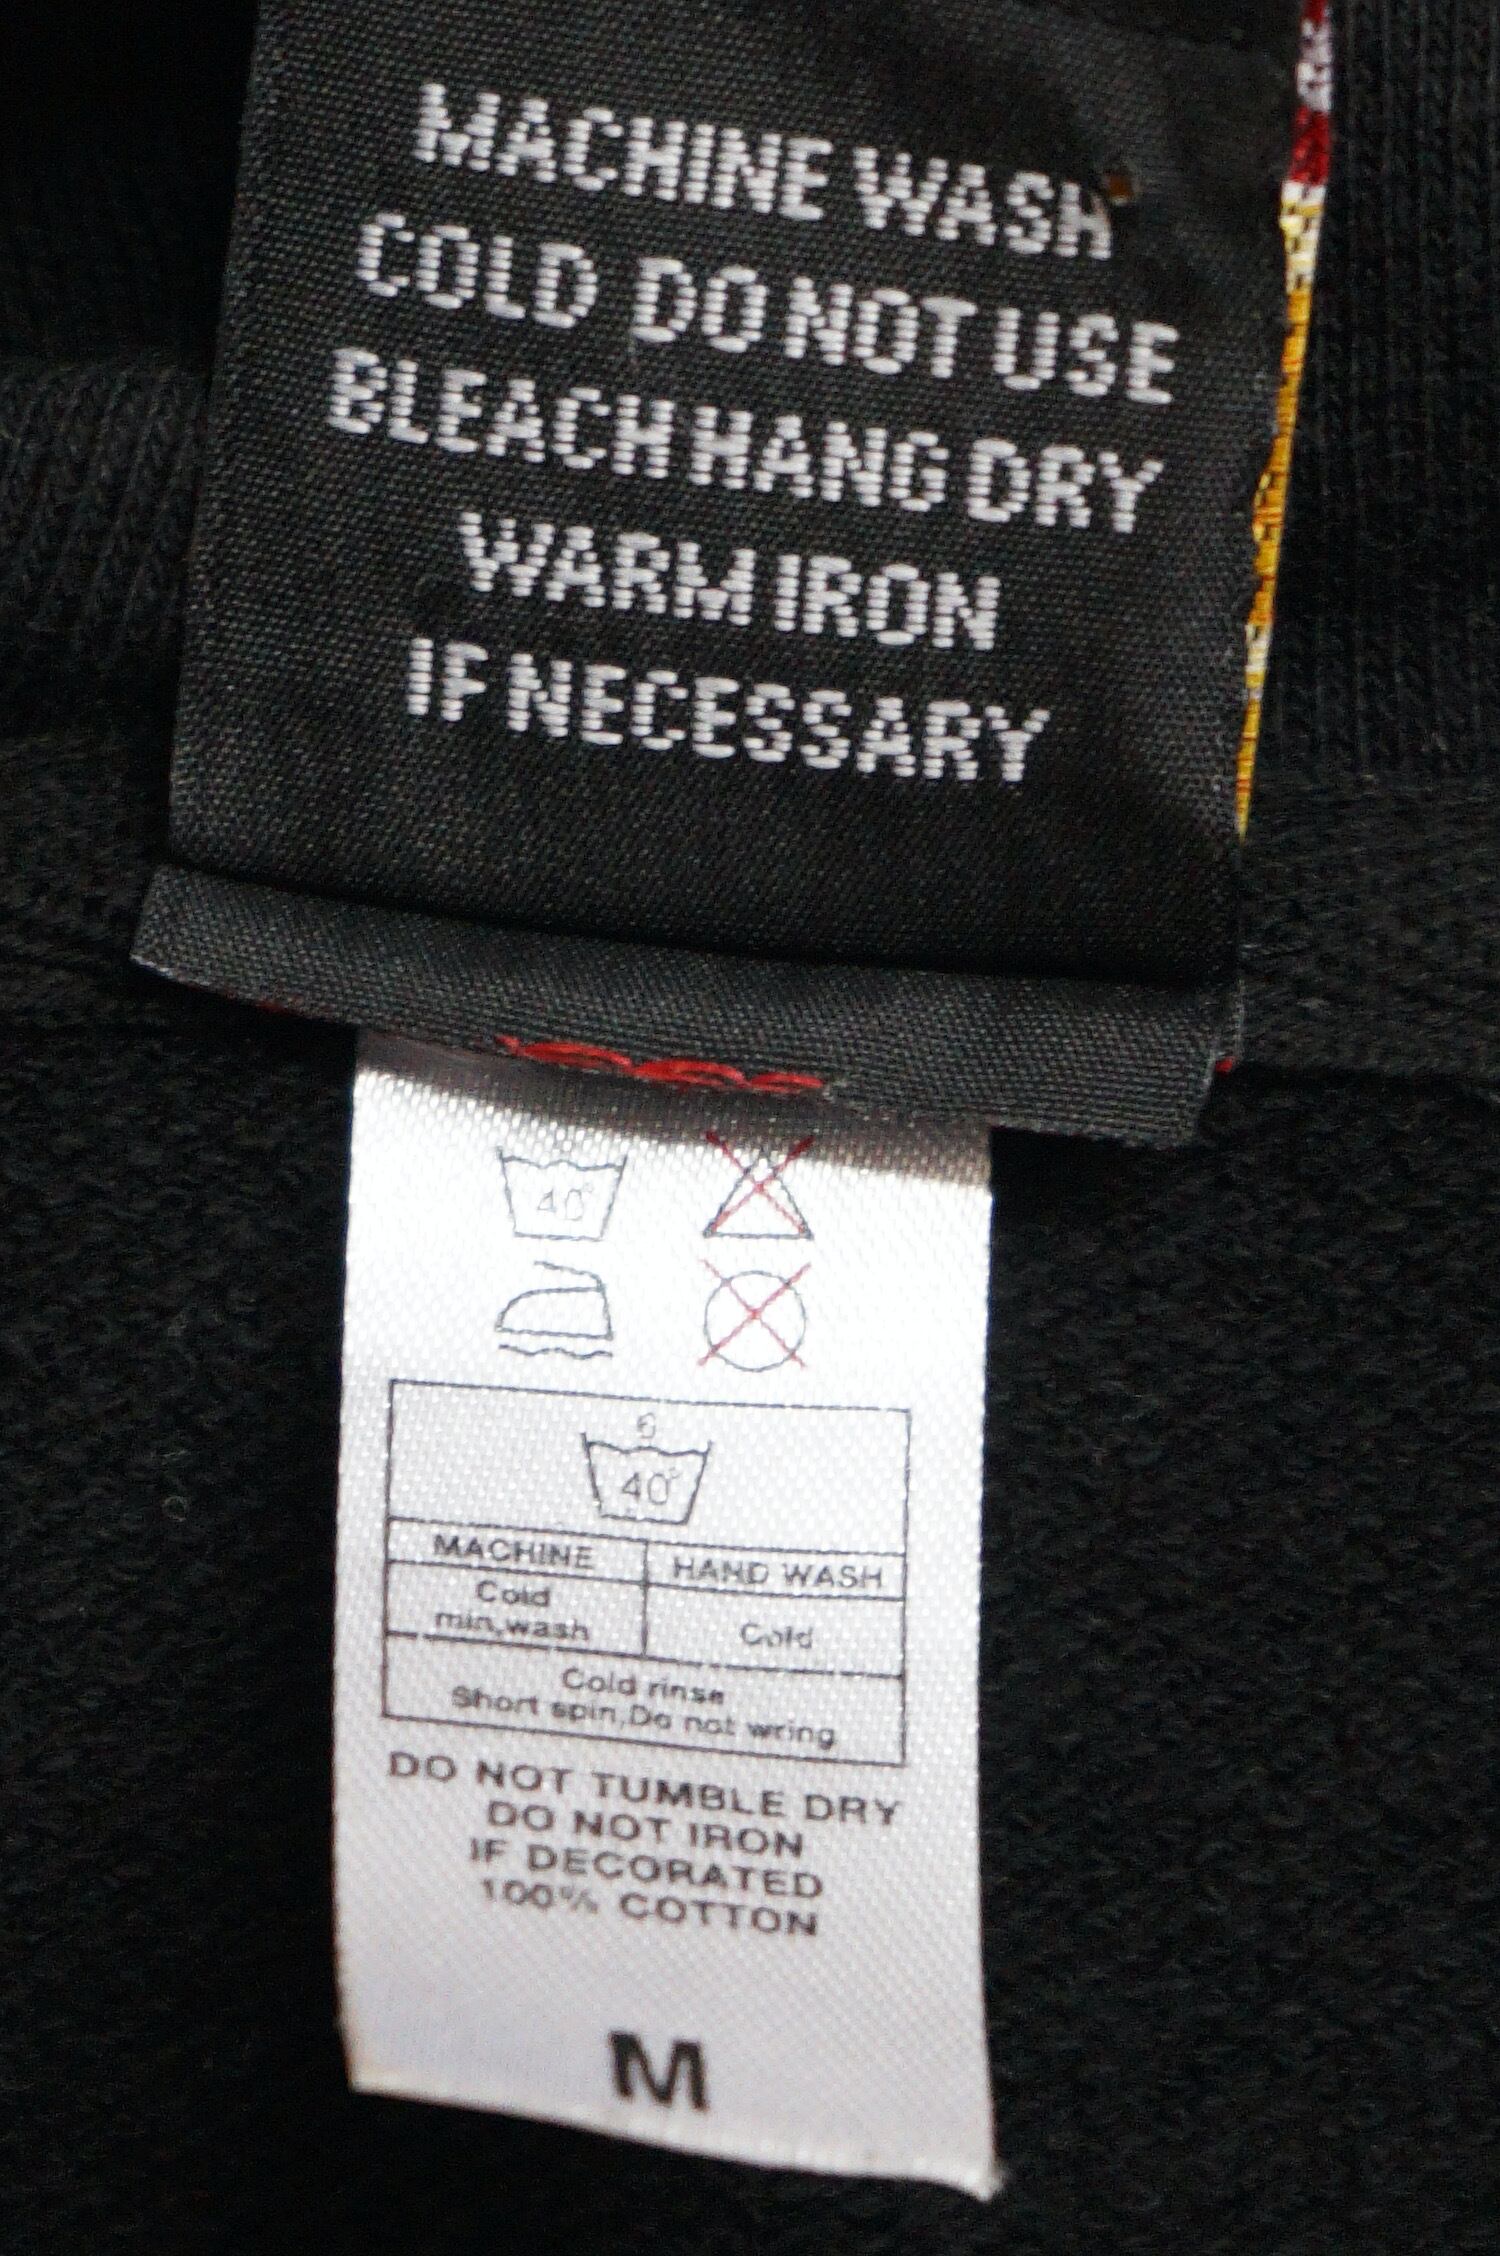 MACHINE WASH
COLD DO NOT USE
BLEACH HANG DRY
WARM IRON
IF NECESSARY
40°
6
40°
MACHINE HAND WASH
Cold
min,wash
Cold
Cold rinse
Short spin,Do not wring
DO NOT TUMBLE DRY
DO NOT IRON
IF DECORATED
100% COTTON
M